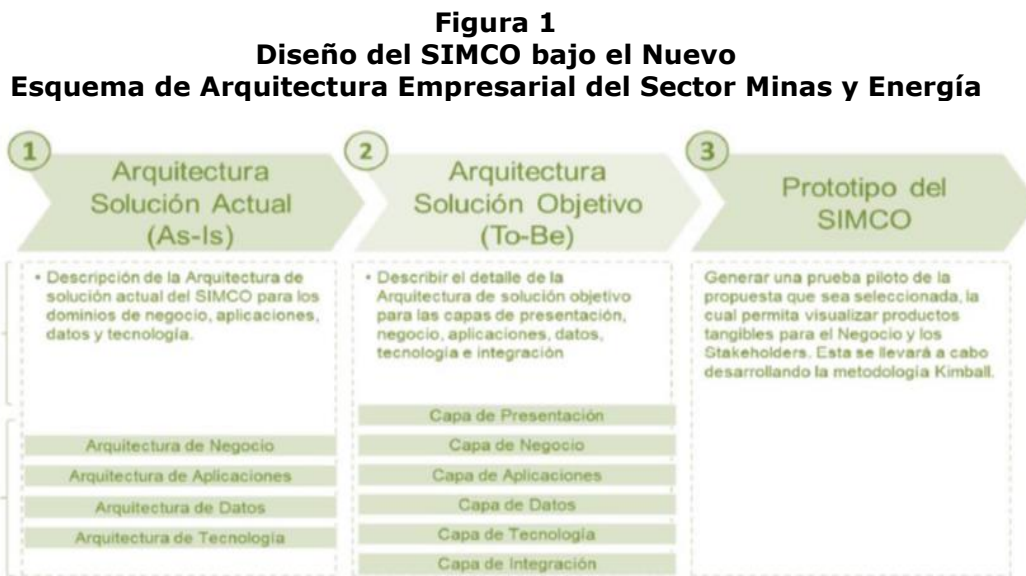 Figura 1
Diseño del SIMCO bajo el Nuevo
Esquema de Arquitectura Empresarial del Sector Minas y Energía
1
Arquitectura
Solución Actual
(As-Is)
• Descripción de la Arquitectura de
solución actual del SIMCO para los
dominios de negocio, aplicaciones,
datos y tecnología.
Arquitectura de Negocio
Arquitectura de Aplicaciones
Arquitectura de Datos
Arquitectura de Tecnología
2
Arquitectura
Solución Objetivo
(To-Be)
• Describir el detalle de la
Arquitectura de solución objetivo
para las capas de presentación,
negocio, aplicaciones, datos,
tecnología e integración
Capa de Presentación
Capa de Negocio
Capa de Aplicaciones
Capa de Datos
Capa de Tecnología
Capa de Integración
3
Prototipo del
SIMCO
Generar una prueba piloto de la
propuesta que sea seleccionada, la
cual permita visualizar productos
tangibles para el Negocio y los
Stakeholders. Esta se llevará a cabo
desarrollando la metodología Kimball.